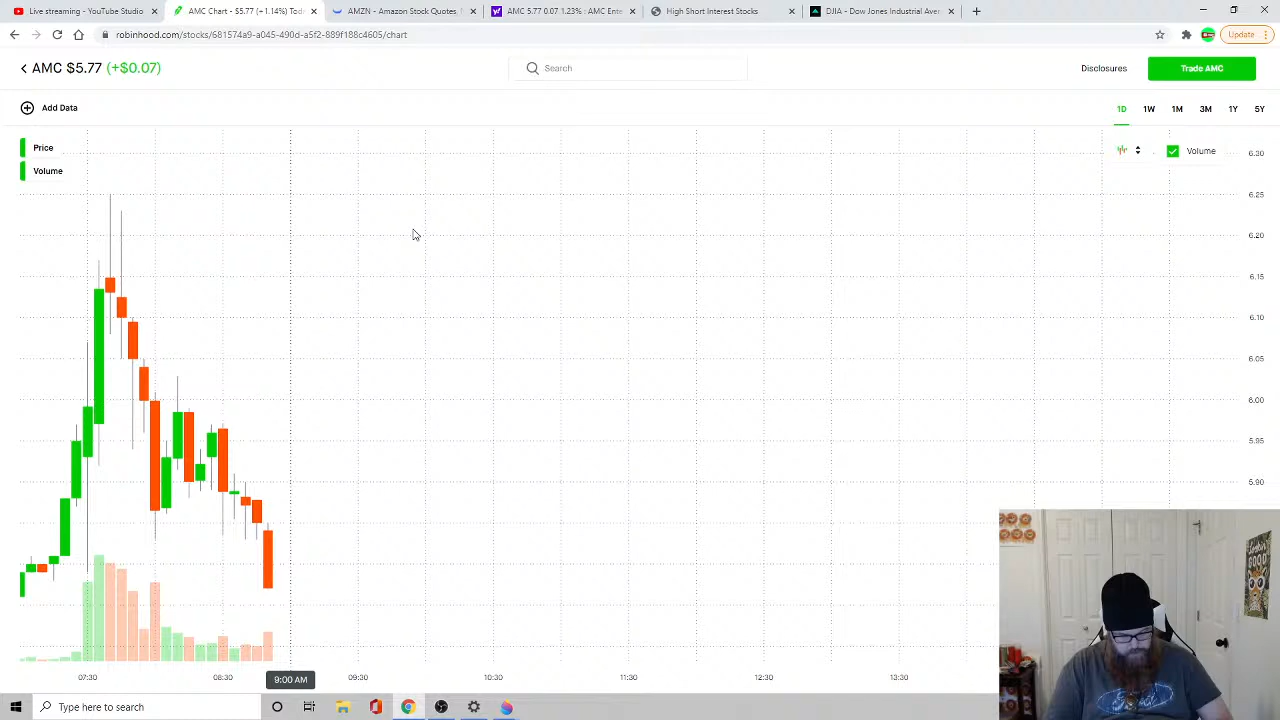 Live streaming - YouTube Studio
AMC Chart - $5.77 (+1.14%) Toda
AMZN - Amazon Stock Quotes,
AMC 5.77 0.07 1.23% : AMC Ente
High Short Interest Stocks
DJIA - Dow Jones Industrial Aver
robinhood.com/stocks/681574a9-a045-490d-a5f2-889f188c4605/chart
Update
AMC $5.77 (+$0.07)
Search
Disclosures
Trade AMC
Add Data
1D 1W 1M 3M 1Y 5Y
Price
Volume
Volume
6.30
6.25
6.20
6.15
6.10
6.05
6.00
5.95
5.90
07:30
08:30
9:00 AM
09:30
10:30
11:30
12:30
13:30
Type here to search